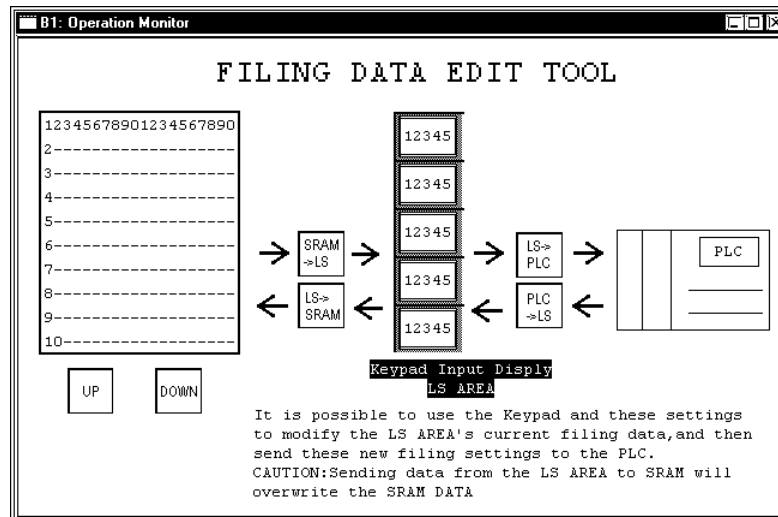 B1: Operation Monitor
FILING DATA EDIT TOOL
12345678901234567890
2-------------------
3-------------------
4-------------------
5-------------------
6-------------------
7-------------------
8-------------------
9-------------------
10------------------
UP
DOWN
SRAM
->LS
LS->
SRAM
12345
12345
12345
12345
12345
LS->
PLC
PLC
->LS
PLC
Keypad Input Disply
LS AREA
It is possible to use the Keypad and these settings
to modify the LS AREA's current filing data,and then
send these new filing settings to the PLC.
CAUTION:Sending data from the LS AREA to SRAM will
overwrite the SRAM DATA